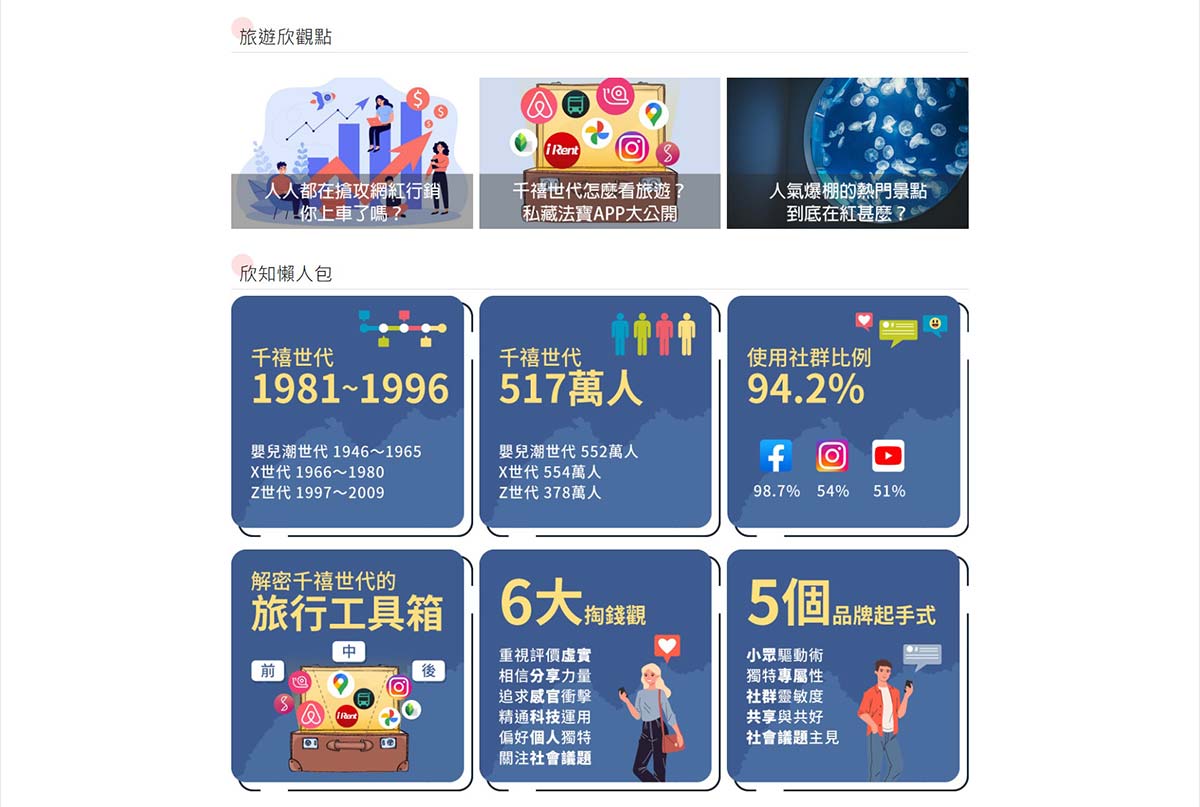 旅遊欣觀點
人人都在搶攻網紅行銷
你上車了嗎？
iRent
千禧世代怎麼看旅遊？
私藏法寶APP大公開
人氣爆棚的熱門景點
到底在紅甚麼？
欣知懶人包
千禧世代
1981~1996
嬰兒潮世代 1946～1965
X世代 1966～1980
Z世代 1997～2009
千禧世代
517萬人
嬰兒潮世代 552萬人
X世代 554萬人
Z世代 378萬人
使用社群比例
94.2%
98.7% 54% 51%
解密千禧世代的
旅行工具箱
前 中 後
iRent
6大掏錢觀
重視評價虛實
相信分享力量
追求感官衝擊
精通科技運用
偏好個人獨特
關注社會議題
5個品牌起手式
小眾驅動術
獨特專屬性
社群靈敏度
共享與共好
社會議題主見